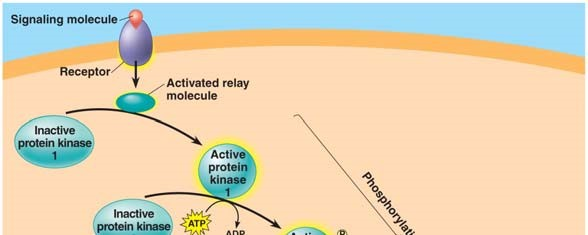 Signaling molecule
Receptor
Activated relay
molecule
Inactive
protein kinase
1
Active
protein
kinase
1
Inactive
protein kinase
ATP
ADP
P